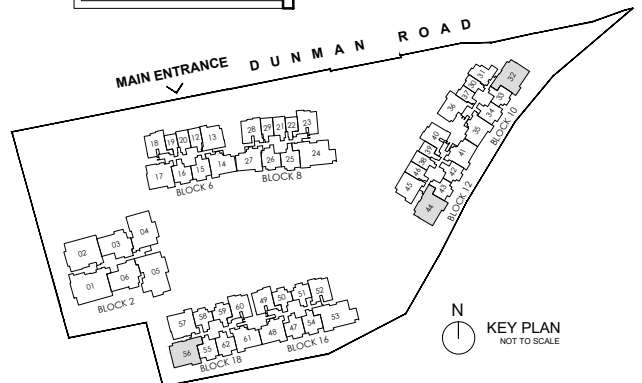 DUNMAN ROAD
MAIN ENTRANCE
18 19 20 12 13
17 16 15 14
BLOCK 6
28 29 21 22 23
27 26 25 24
BLOCK 8
31 32
30
37 33
36 34
35
BLOCK 10
40 41
39
38 42
46 43
45 44
BLOCK 12
02 03 04
01 06 05
BLOCK 2
57 58 59 60
56 55 62 61
BLOCK 18
49 50 51 52
48 47 54 53
BLOCK 16
N
KEY PLAN
NOT TO SCALE